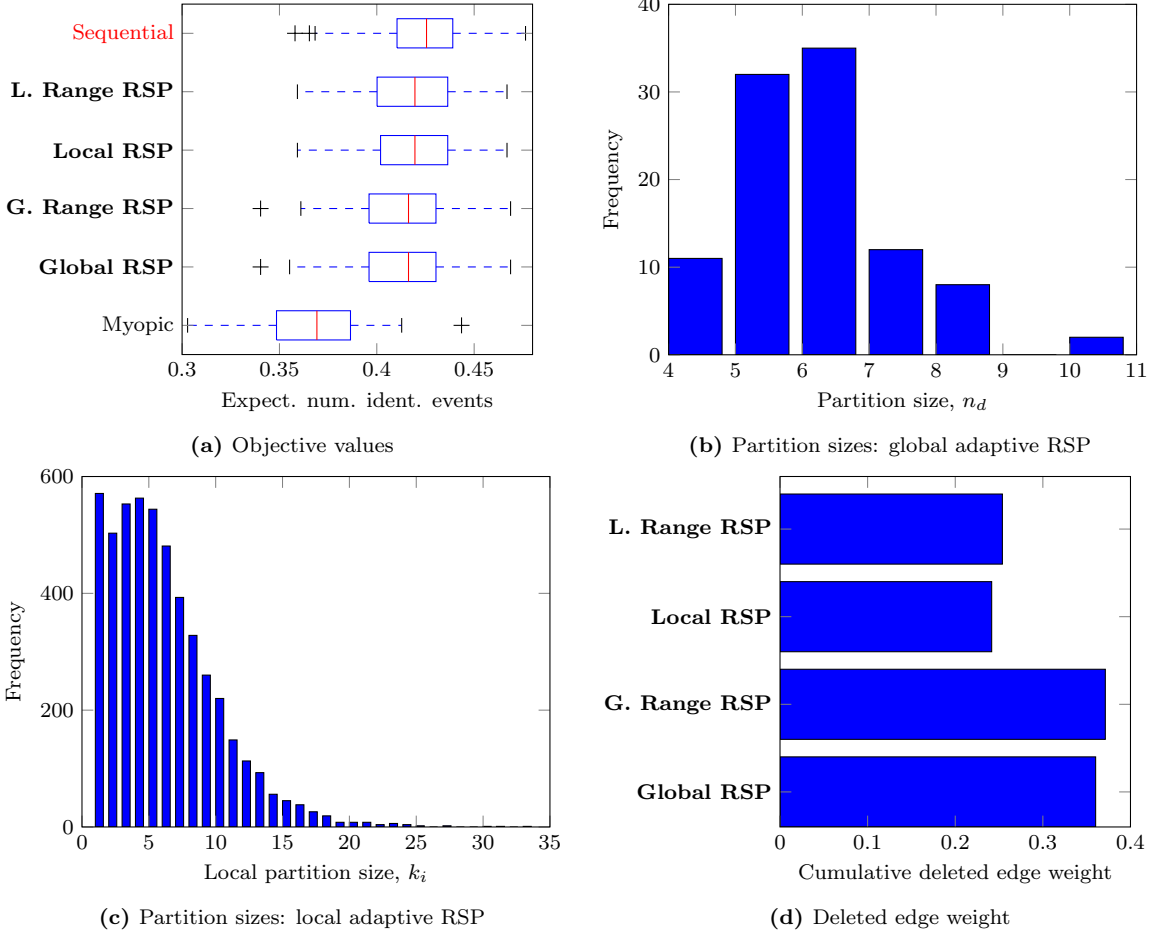 Sequential
L. Range RSP
Local RSP
G. Range RSP
Global RSP
Myopic
0.3 0.35 0.4 0.45
Expect. num. ident. events
(a) Objective values
40
30
20
10
0
Frequency
4 5 6 7 8 9 10 11
Partition size, n_d
(b) Partition sizes: global adaptive RSP
600
400
200
0
Frequency
0 5 10 15 20 25 30 35
Local partition size, k_i
(c) Partition sizes: local adaptive RSP
L. Range RSP
Local RSP
G. Range RSP
Global RSP
0 0.1 0.2 0.3 0.4
Cumulative deleted edge weight
(d) Deleted edge weight